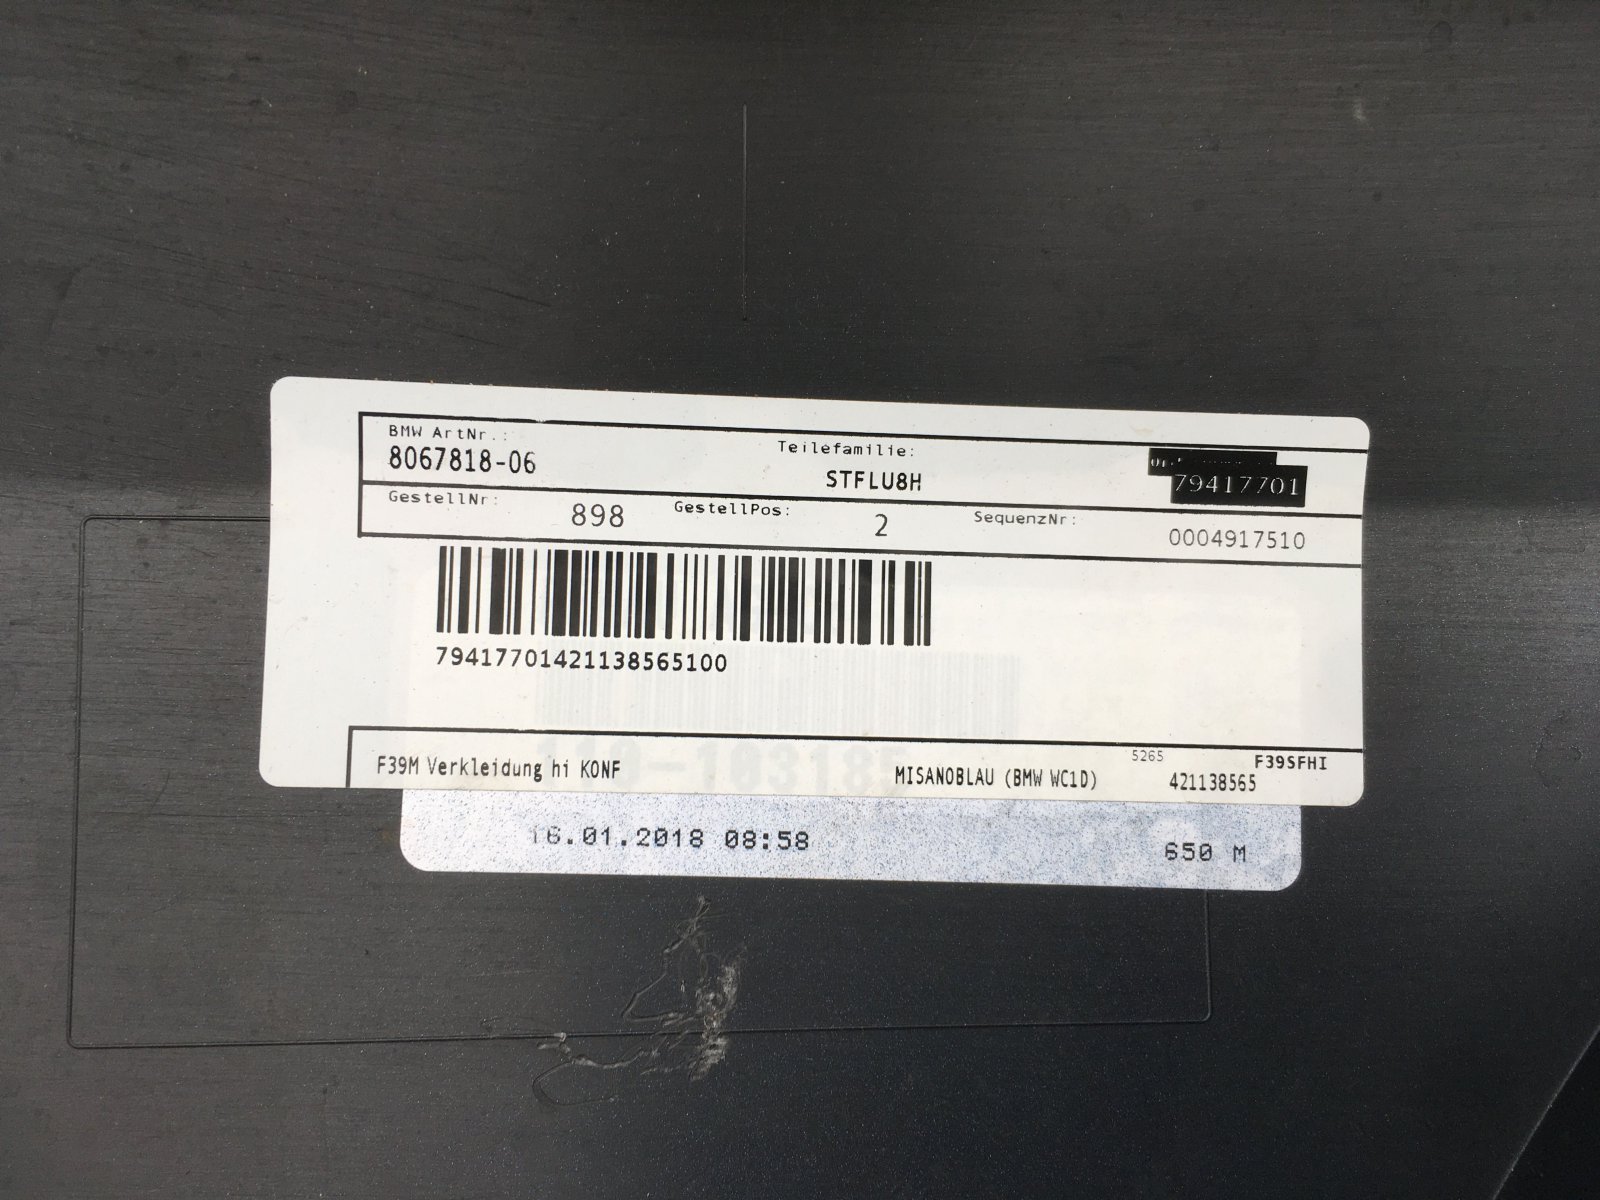 BMW ArtNr.:
8067818-06
Teilefamilie:
STFLU8H
79417701
GestellNr:
898
GestellPos:
2
SequenzNr:
0004917510
79417701421138565100
F39M Verkleidung hi KONF
MISANOBLAU (BMW WC1D)
5265
421138565
F39SFHI
16.01.2018 08:58
650 M